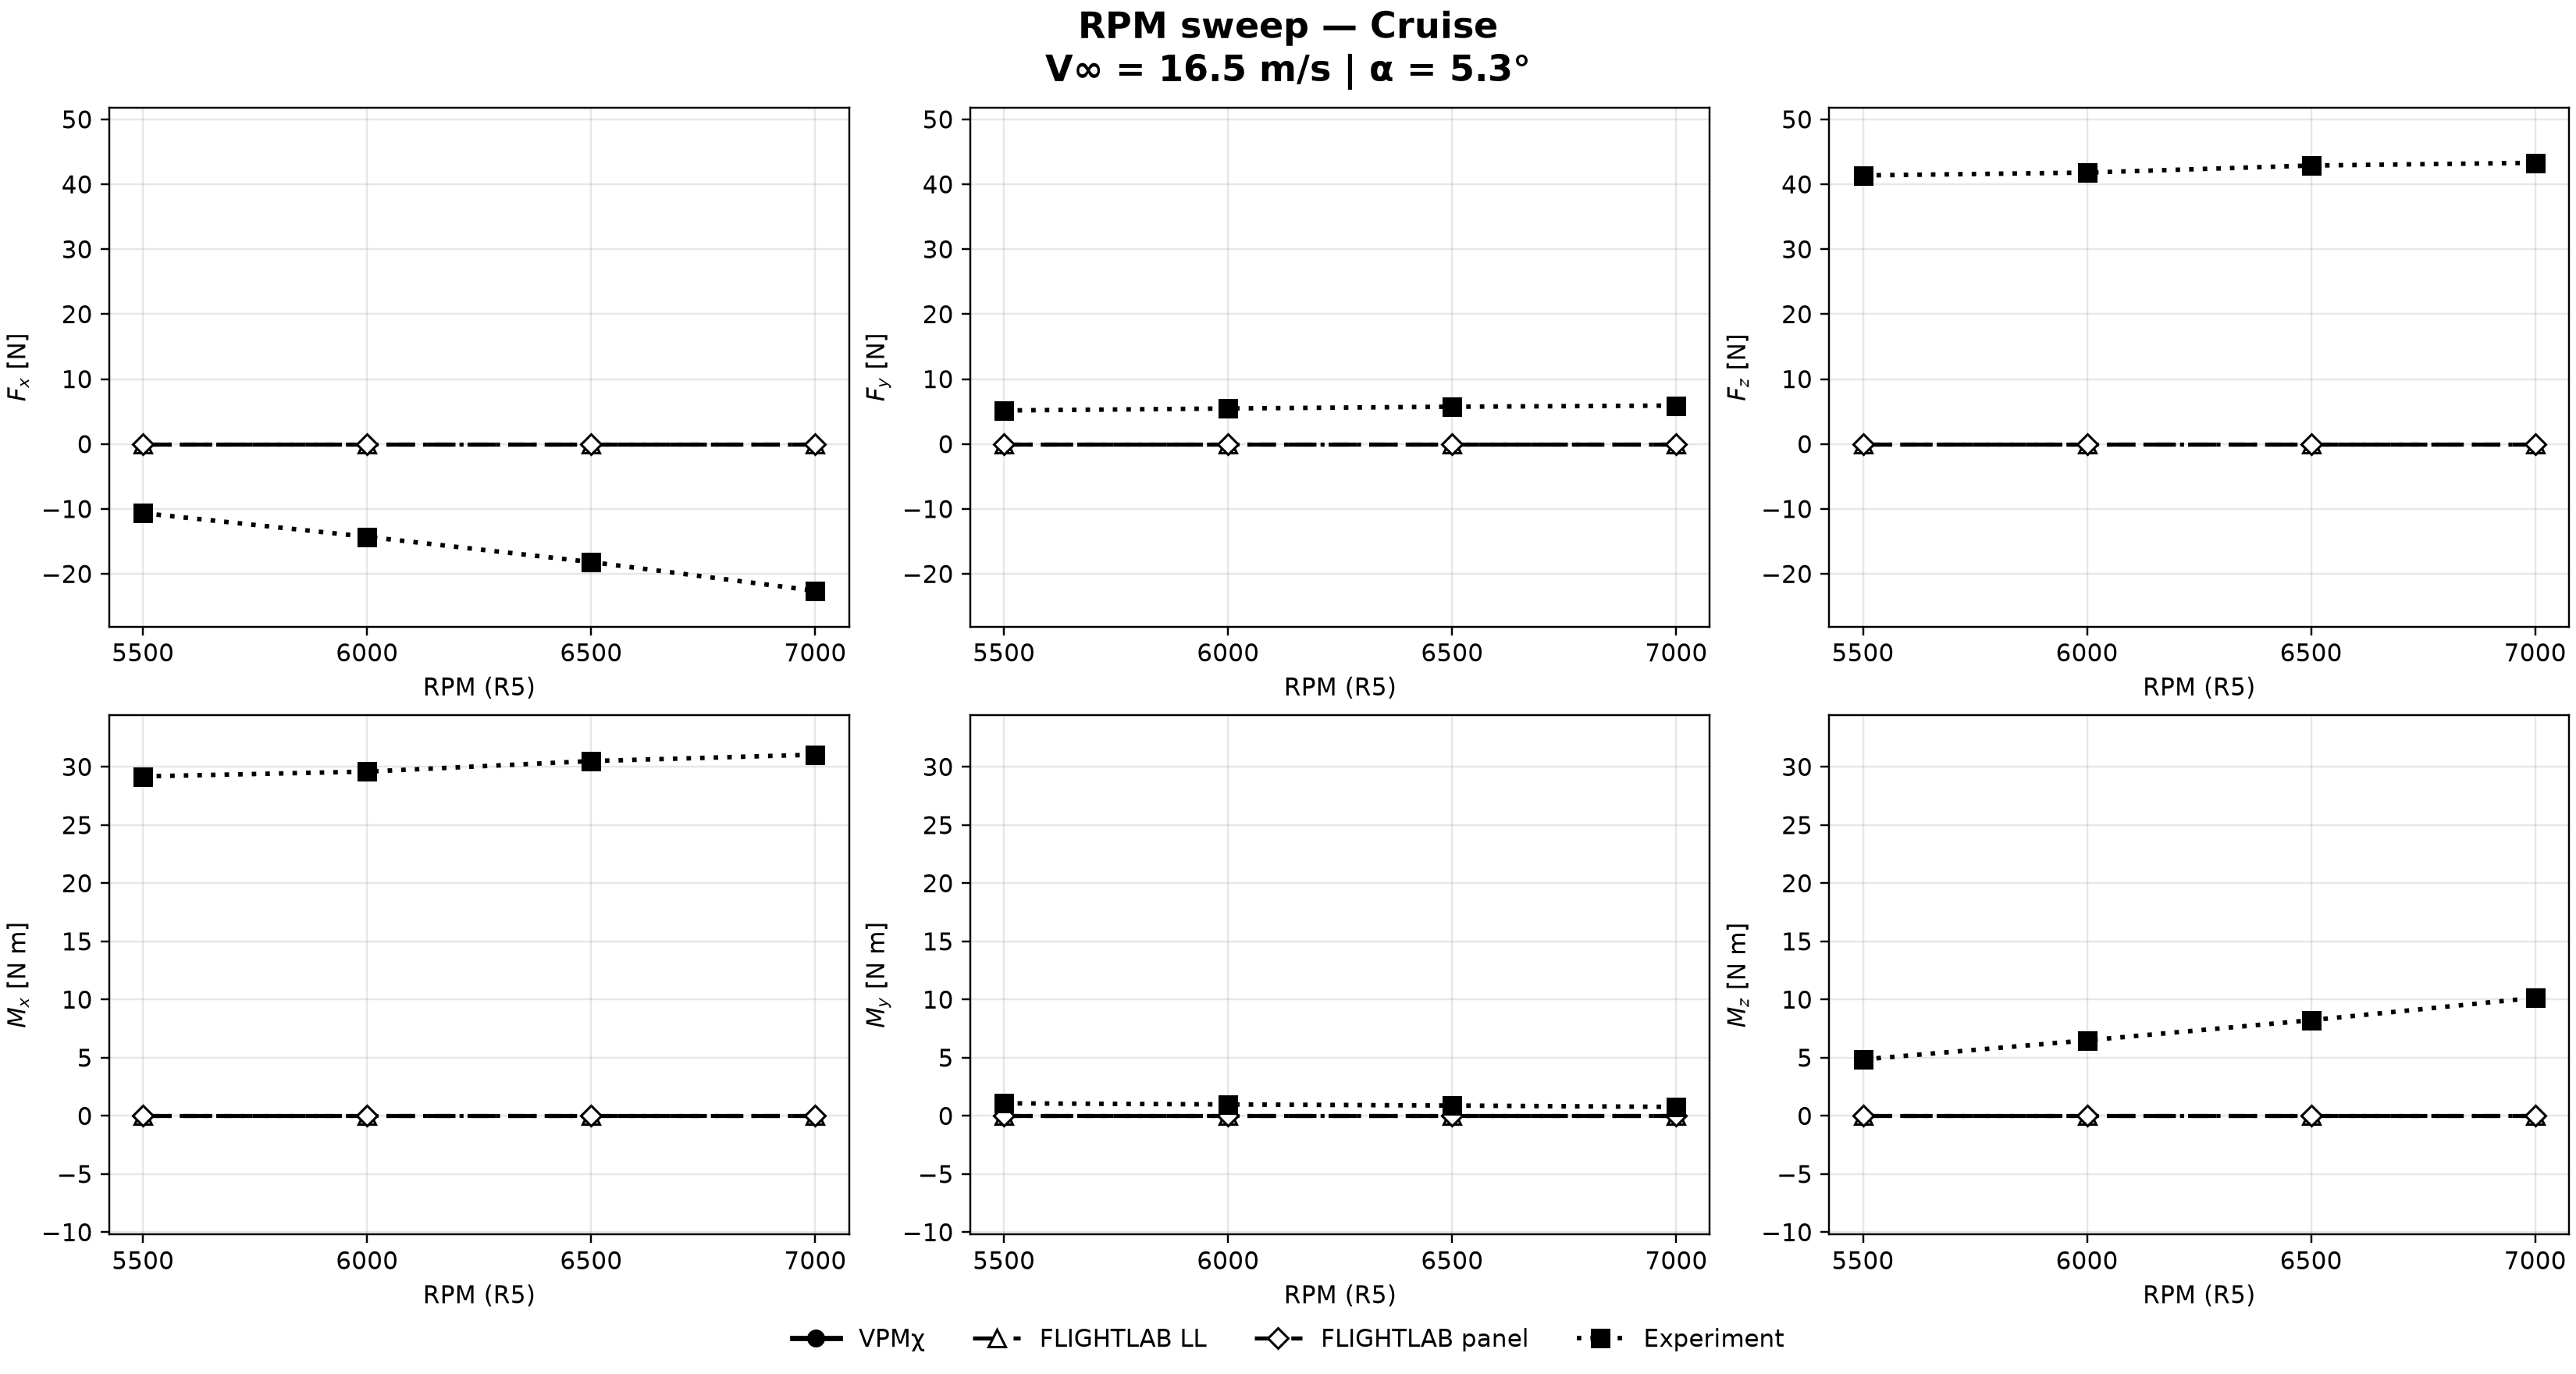 RPM sweep — Cruise
V∞ = 16.5 m/s | α = 5.3°
50
40
30
20
10
0
−10
−20
Fx [N]
5500 6000 6500 7000
RPM (R5)
50
40
30
20
10
0
−10
−20
Fy [N]
5500 6000 6500 7000
RPM (R5)
50
40
30
20
10
0
−10
−20
Fz [N]
5500 6000 6500 7000
RPM (R5)
30
25
20
15
10
5
0
−5
−10
Mx [N m]
5500 6000 6500 7000
RPM (R5)
30
25
20
15
10
5
0
−5
−10
My [N m]
5500 6000 6500 7000
RPM (R5)
30
25
20
15
10
5
0
−5
−10
Mz [N m]
5500 6000 6500 7000
RPM (R5)
VPMχ FLIGHTLAB LL FLIGHTLAB panel Experiment